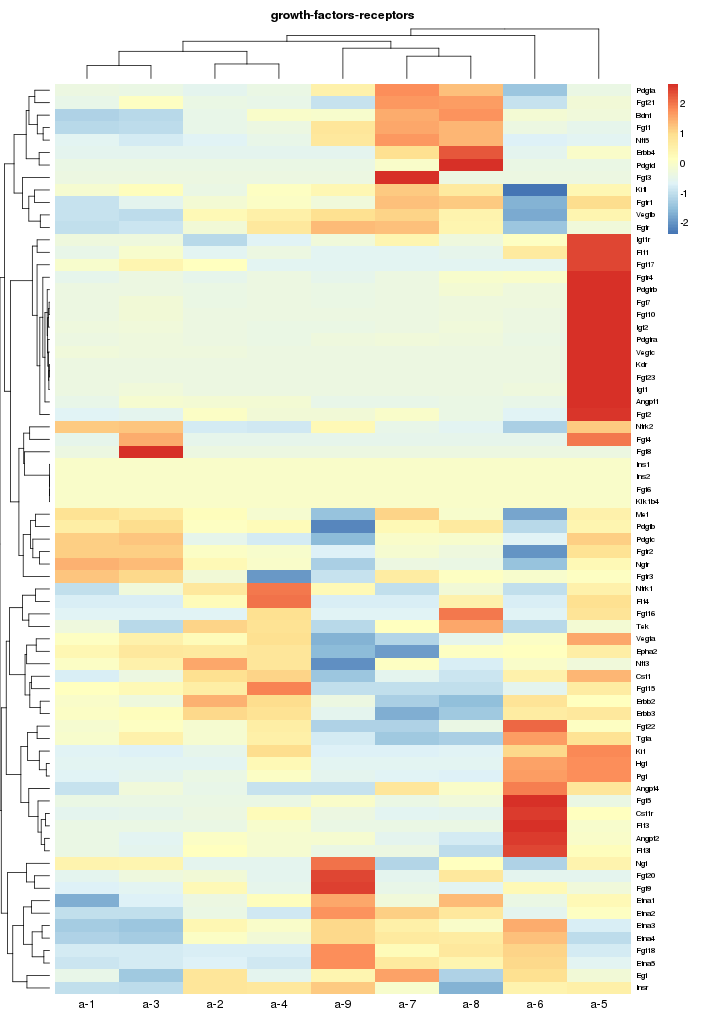 growth-factors-receptors
Pdgfa
Fgf21
Bdnf
Fgf1
Ntf5
Erbb4
Pdgfd
Fgf3
Kitl
Fgfr1
Vegfb
Egfr
Igf1r
Flt1
Fgf17
Fgfr4
Pdgfrb
Fgf7
Fgf10
Igf2
Pdgfra
Vegfc
Kdr
Fgf23
Igf1
Angpt1
Fgf2
Ntrk2
Fgf4
Fgf8
Ins1
Ins2
Fgf6
Klk1b4
Met
Pdgfb
Pdgfc
Fgfr2
Ngfr
Fgfr3
Ntrk1
Flt4
Fgf16
Tek
Vegfa
Epha2
Ntf3
Csf1
Fgf15
Erbb2
Erbb3
Fgf22
Tgfa
Kit
Hgf
Pgf
Angpt4
Fgf5
Csf1r
Flt3
Angpt2
Flt3l
Ngf
Fgf20
Fgf9
Efna1
Efna2
Efna3
Efna4
Fgf18
Efna5
Egf
Insr
2
1
0
-1
-2
a-1 a-3 a-2 a-4 a-9 a-7 a-8 a-6 a-5